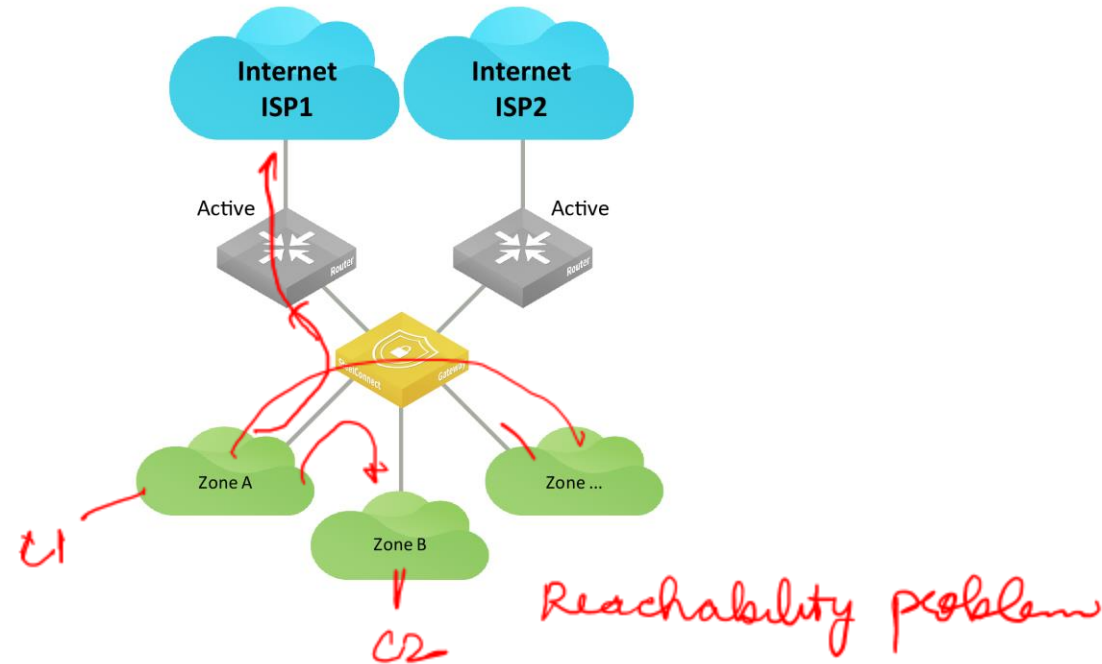 Internet
ISP1
Internet
ISP2
Active
Active
Router
Router
Gateway
Zone A
Zone ...
Zone B
C1
C2
Reachability problem